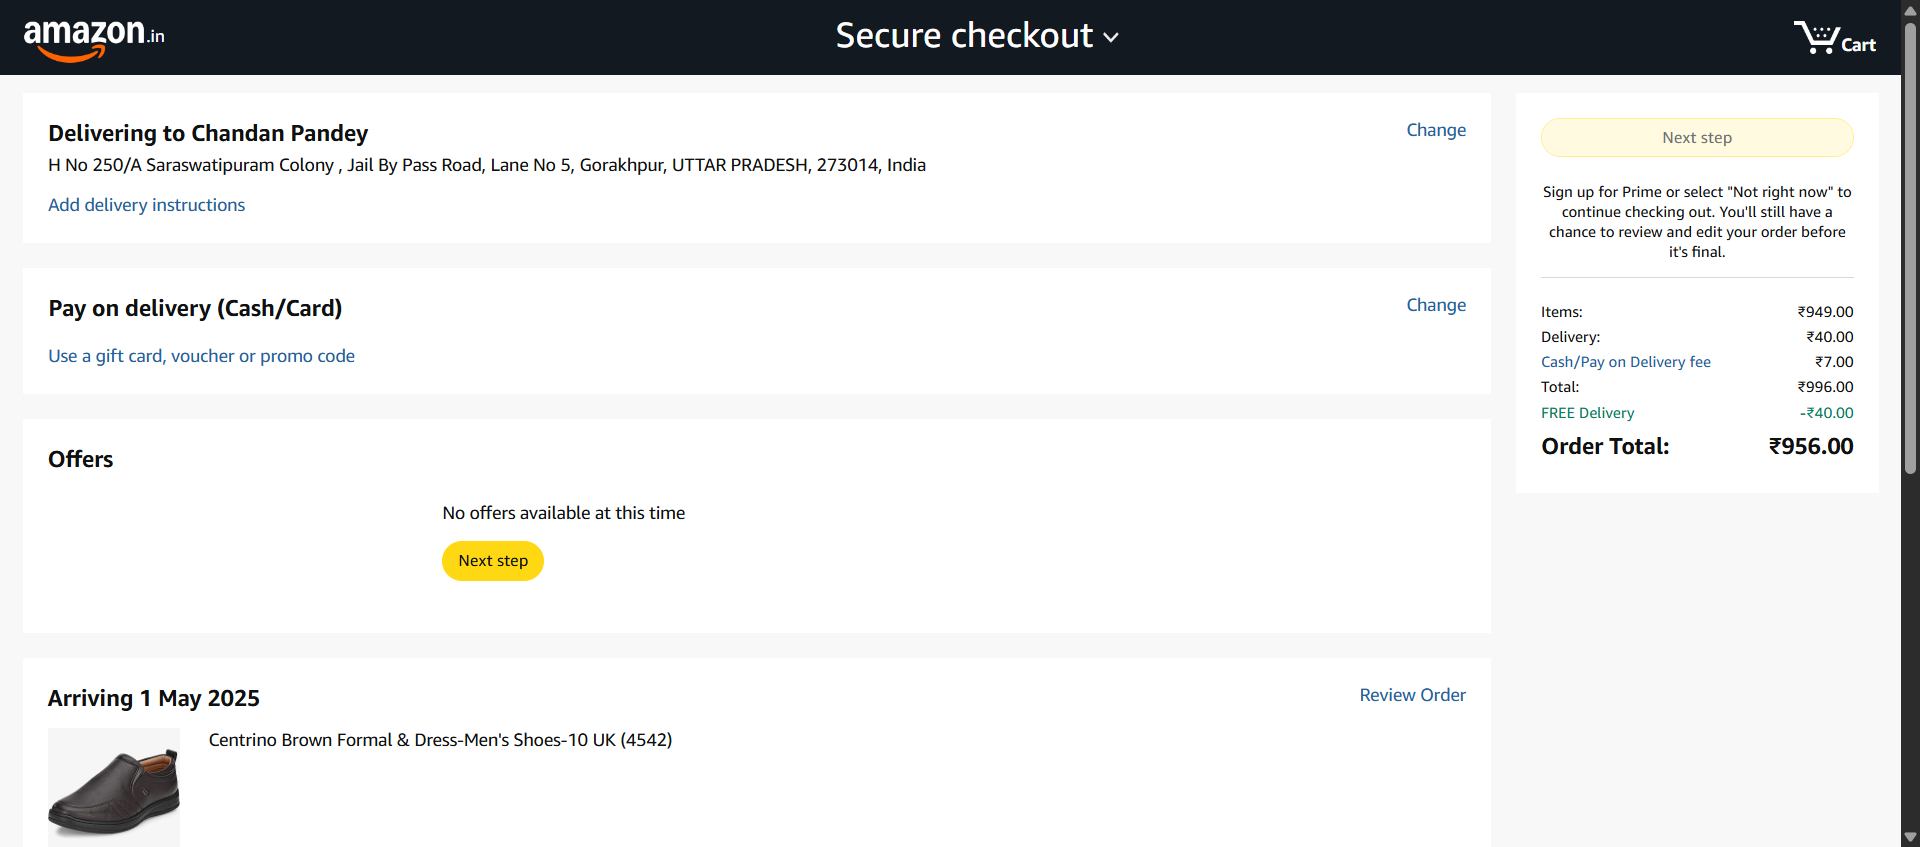 amazon.in
Secure checkout
Cart
Delivering to Chandan Pandey
Change
H No 250/A Saraswatipuram Colony , Jail By Pass Road, Lane No 5, Gorakhpur, UTTAR PRADESH, 273014, India
Add delivery instructions
Pay on delivery (Cash/Card)
Change
Use a gift card, voucher or promo code
Offers
No offers available at this time
Next step
Arriving 1 May 2025
Review Order
Centrino Brown Formal & Dress-Men's Shoes-10 UK (4542)
Next step
Sign up for Prime or select "Not right now" to
continue checking out. You'll still have a
chance to review and edit your order before
it's final.
Items: ₹949.00
Delivery: ₹40.00
Cash/Pay on Delivery fee ₹7.00
Total: ₹996.00
FREE Delivery -₹40.00
Order Total: ₹956.00